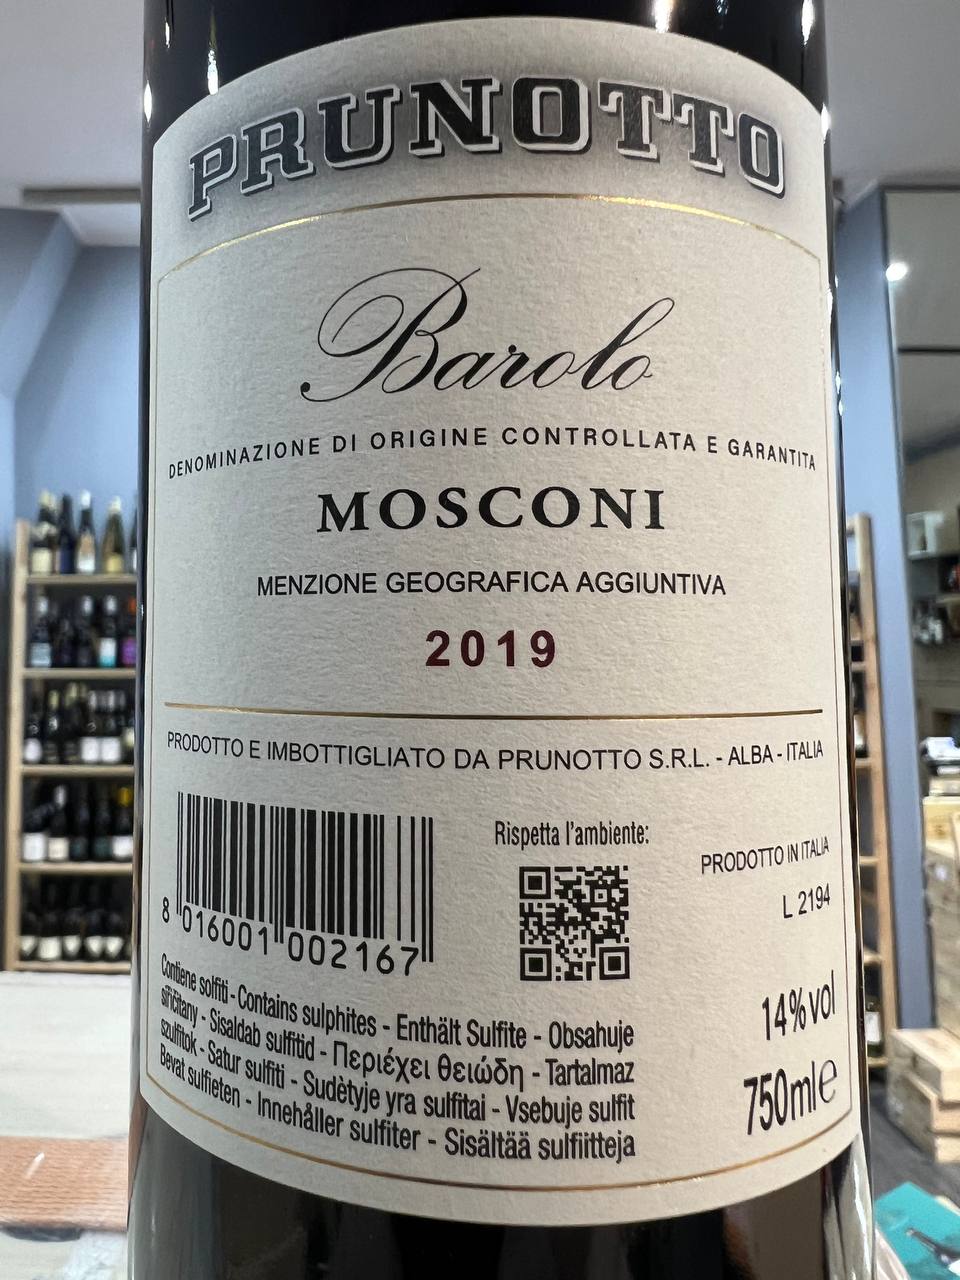 PRUNOTTO
Barolo
DENOMINAZIONE DI ORIGINE CONTROLLATA E GARANTITA
MOSCONI
MENZIONE GEOGRAFICA AGGIUNTIVA
2019
PRODOTTO E IMBOTTIGLIATO DA PRUNOTTO S.R.L. - ALBA - ITALIA
8 016001 002167
Rispetta l'ambiente:
PRODOTTO IN ITALIA
L 2194
Contiene solfiti - Contains sulphites - Enthält Sulfite - Obsahuje
siřičitany - Sisaldab sulfitid - Περιέχει θειώδη - Tartalmaz
szulfitok - Satur sulfiti - Sudètyje yra sulfitai - Vsebuje sulfit
Bevat sulfieten - Innehåller sulfiter - Sisältää sulfiitteja
14%vol
750ml e